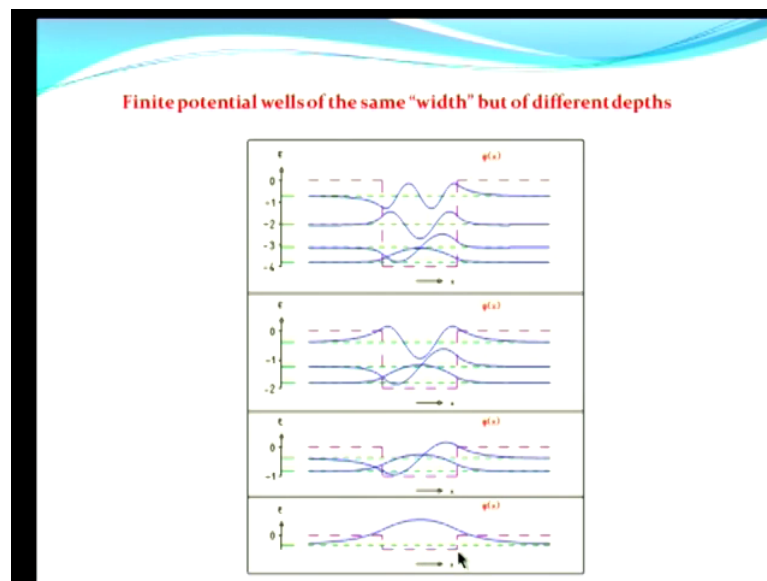 Finite potential wells of the same “width” but of different depths
φ(x)
0
-1
-2
-3
-4
x
φ(x)
0
-1
-2
x
φ(x)
0
-1
x
φ(x)
0
x